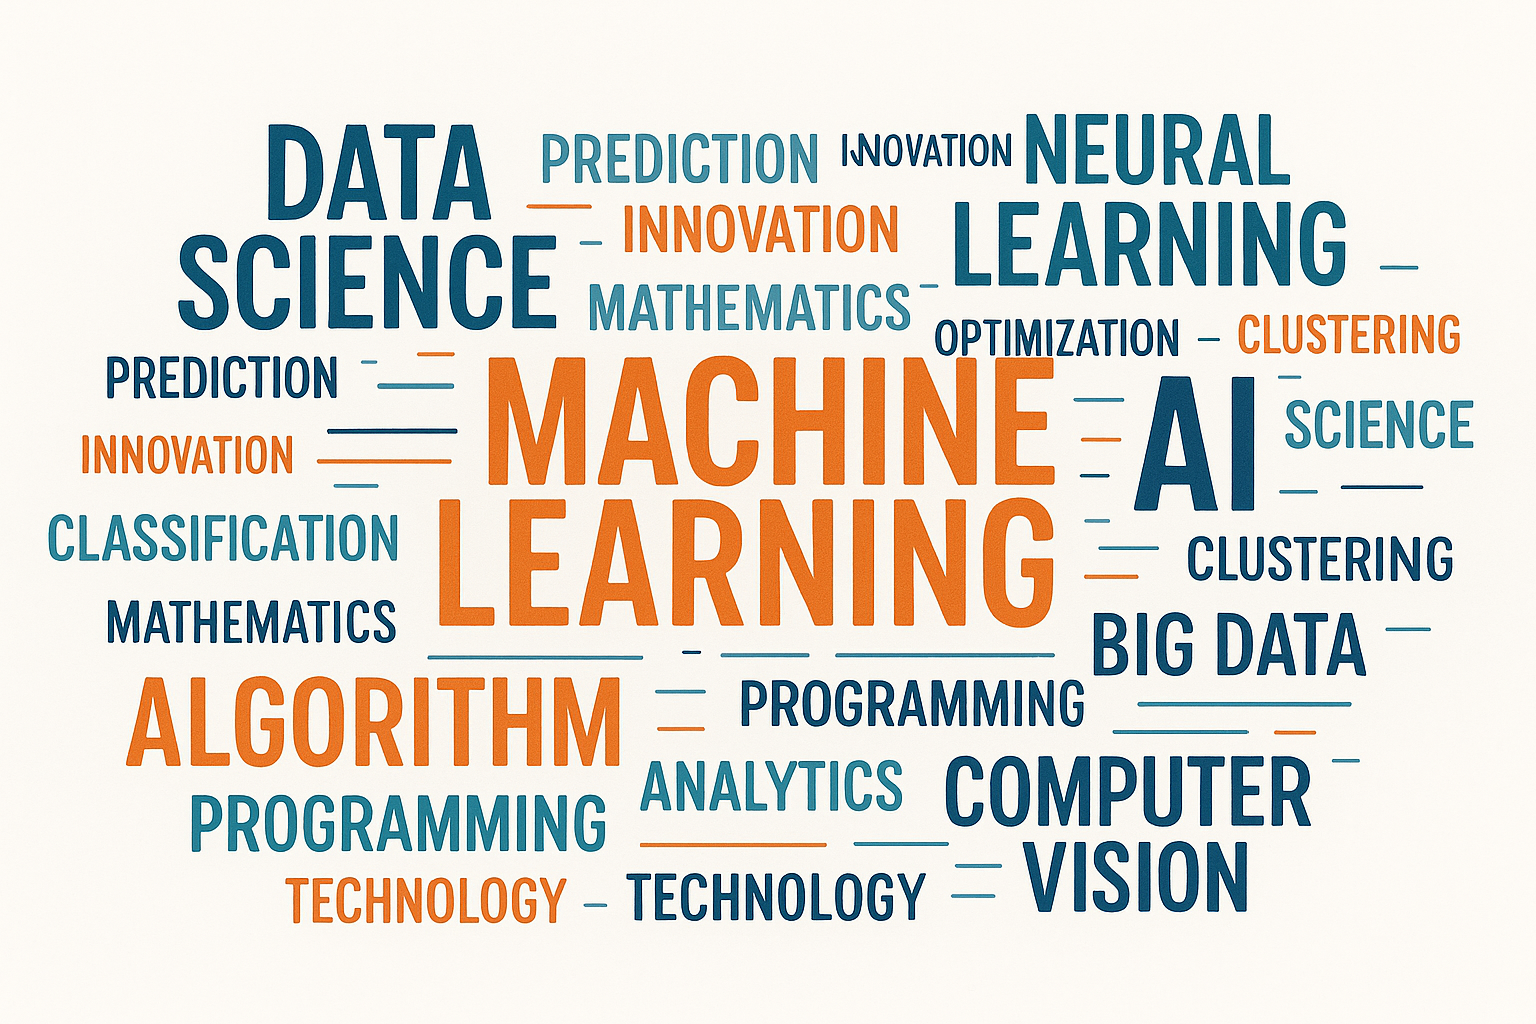 DATA
SCIENCE
PREDICTION
INNOVATION
NEURAL
LEARNING
INNOVATION
MATHEMATICS
OPTIMIZATION
CLUSTERING
PREDICTION
MACHINE
LEARNING
AI
SCIENCE
INNOVATION
CLASSIFICATION
CLUSTERING
MATHEMATICS
BIG DATA
ALGORITHM
PROGRAMMING
ANALYTICS
COMPUTER
VISION
PROGRAMMING
TECHNOLOGY
TECHNOLOGY